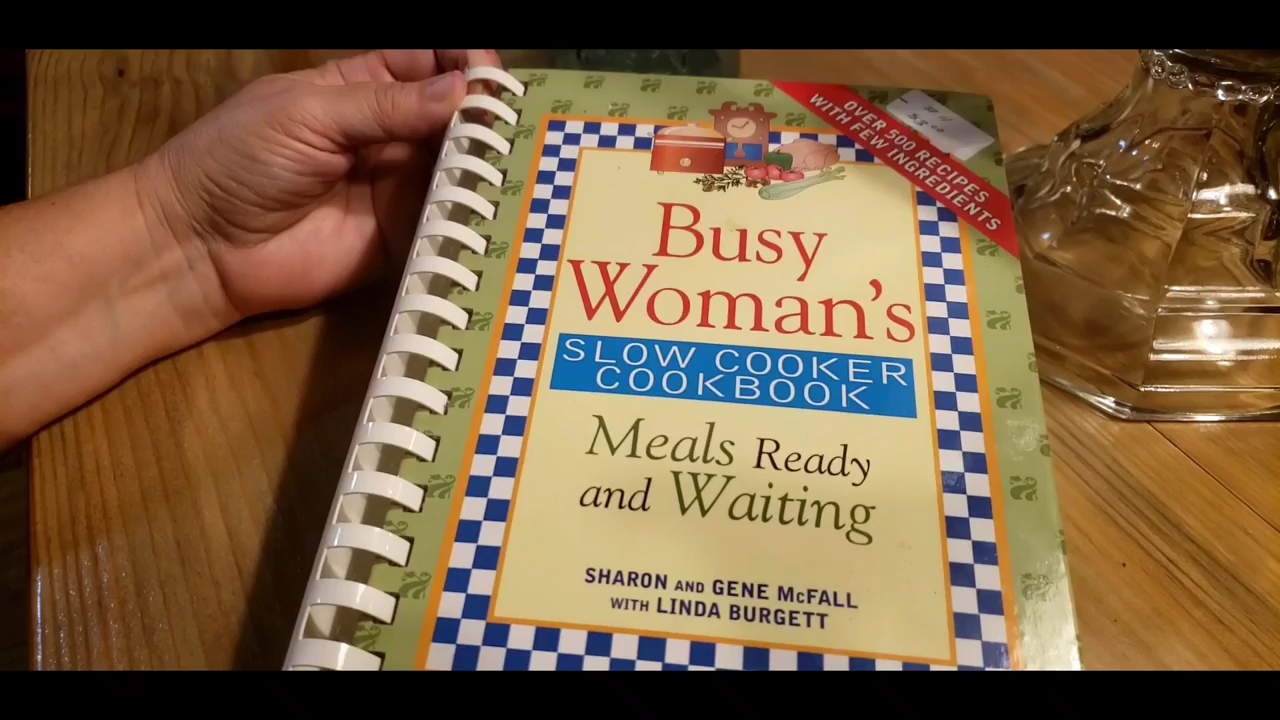 OVER 500 RECIPES
WITH FEW INGREDIENTS
Busy
Woman's
SLOW COOKER
COOKBOOK
Meals Ready
and Waiting
SHARON AND GENE McFALL
WITH LINDA BURGETT